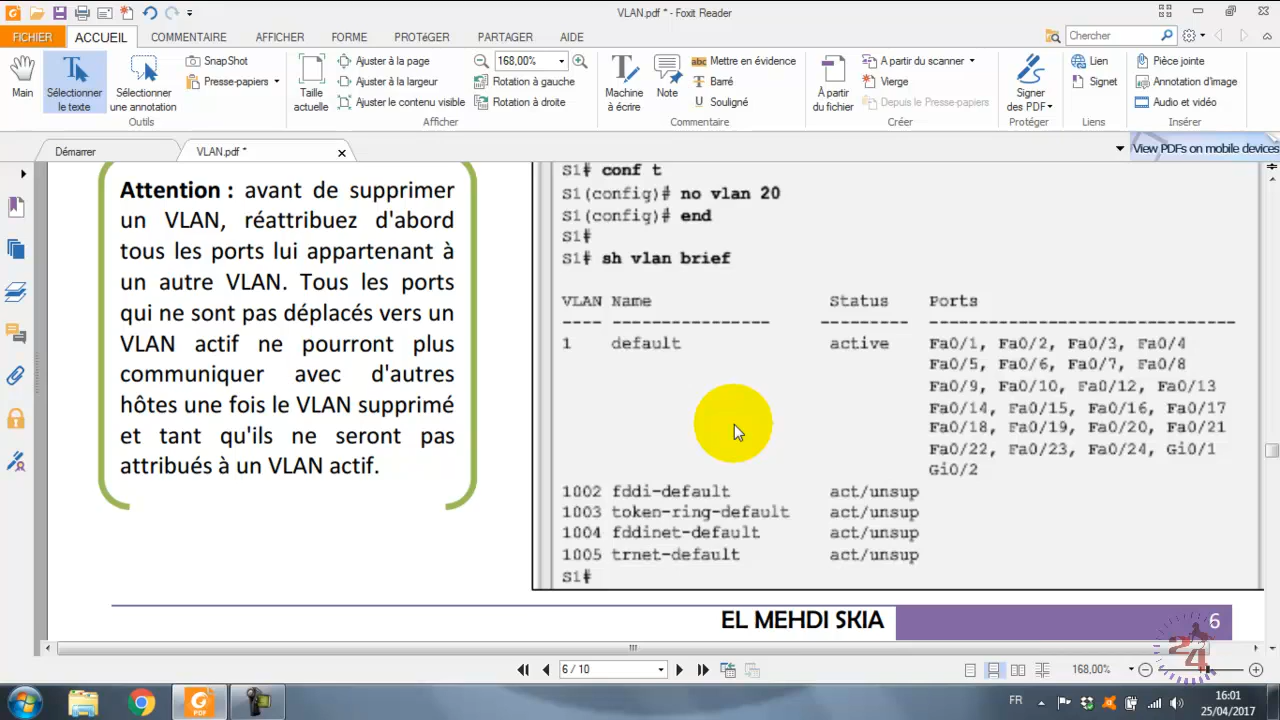 VLAN.pdf * - Foxit Reader
FICHIER ACCUEIL COMMENTAIRE AFFICHER FORME PROTéGER PARTAGER AIDE
Chercher
Main
Sélectionner le texte
Sélectionner une annotation
SnapShot
Presse-papiers
Outils
Taille actuelle
Ajuster à la page
Ajuster à la largeur
Ajuster le contenu visible
168,00%
Rotation à gauche
Rotation à droite
Afficher
Machine à écrire
Note
abc Mettre en évidence
Barré
Souligné
Commentaire
À partir du fichier
A partir du scanner
Vierge
Depuis le Presse-papiers
Créer
Signer des PDF
Protéger
Lien
Signet
Liens
Pièce jointe
Annotation d'image
Audio et vidéo
Insérer
Démarrer
VLAN.pdf *
View PDFs on mobile devices
Attention : avant de supprimer
un VLAN, réattribuez d'abord
tous les ports lui appartenant à
un autre VLAN. Tous les ports
qui ne sont pas déplacés vers un
VLAN actif ne pourront plus
communiquer avec d'autres
hôtes une fois le VLAN supprimé
et tant qu'ils ne seront pas
attribués à un VLAN actif.
S1# conf t
S1(config)# no vlan 20
S1(config)# end
S1#
S1# sh vlan brief
VLAN Name Status Ports
---- ---------------- --------- -------------------------------
1 default active Fa0/1, Fa0/2, Fa0/3, Fa0/4
Fa0/5, Fa0/6, Fa0/7, Fa0/8
Fa0/9, Fa0/10, Fa0/12, Fa0/13
Fa0/14, Fa0/15, Fa0/16, Fa0/17
Fa0/18, Fa0/19, Fa0/20, Fa0/21
Fa0/22, Fa0/23, Fa0/24, Gi0/1
Gi0/2
1002 fddi-default act/unsup
1003 token-ring-default act/unsup
1004 fddinet-default act/unsup
1005 trnet-default act/unsup
S1#
EL MEHDI SKIA 6
24
6 / 10
168,00%
PDF
FR
16:01
25/04/2017